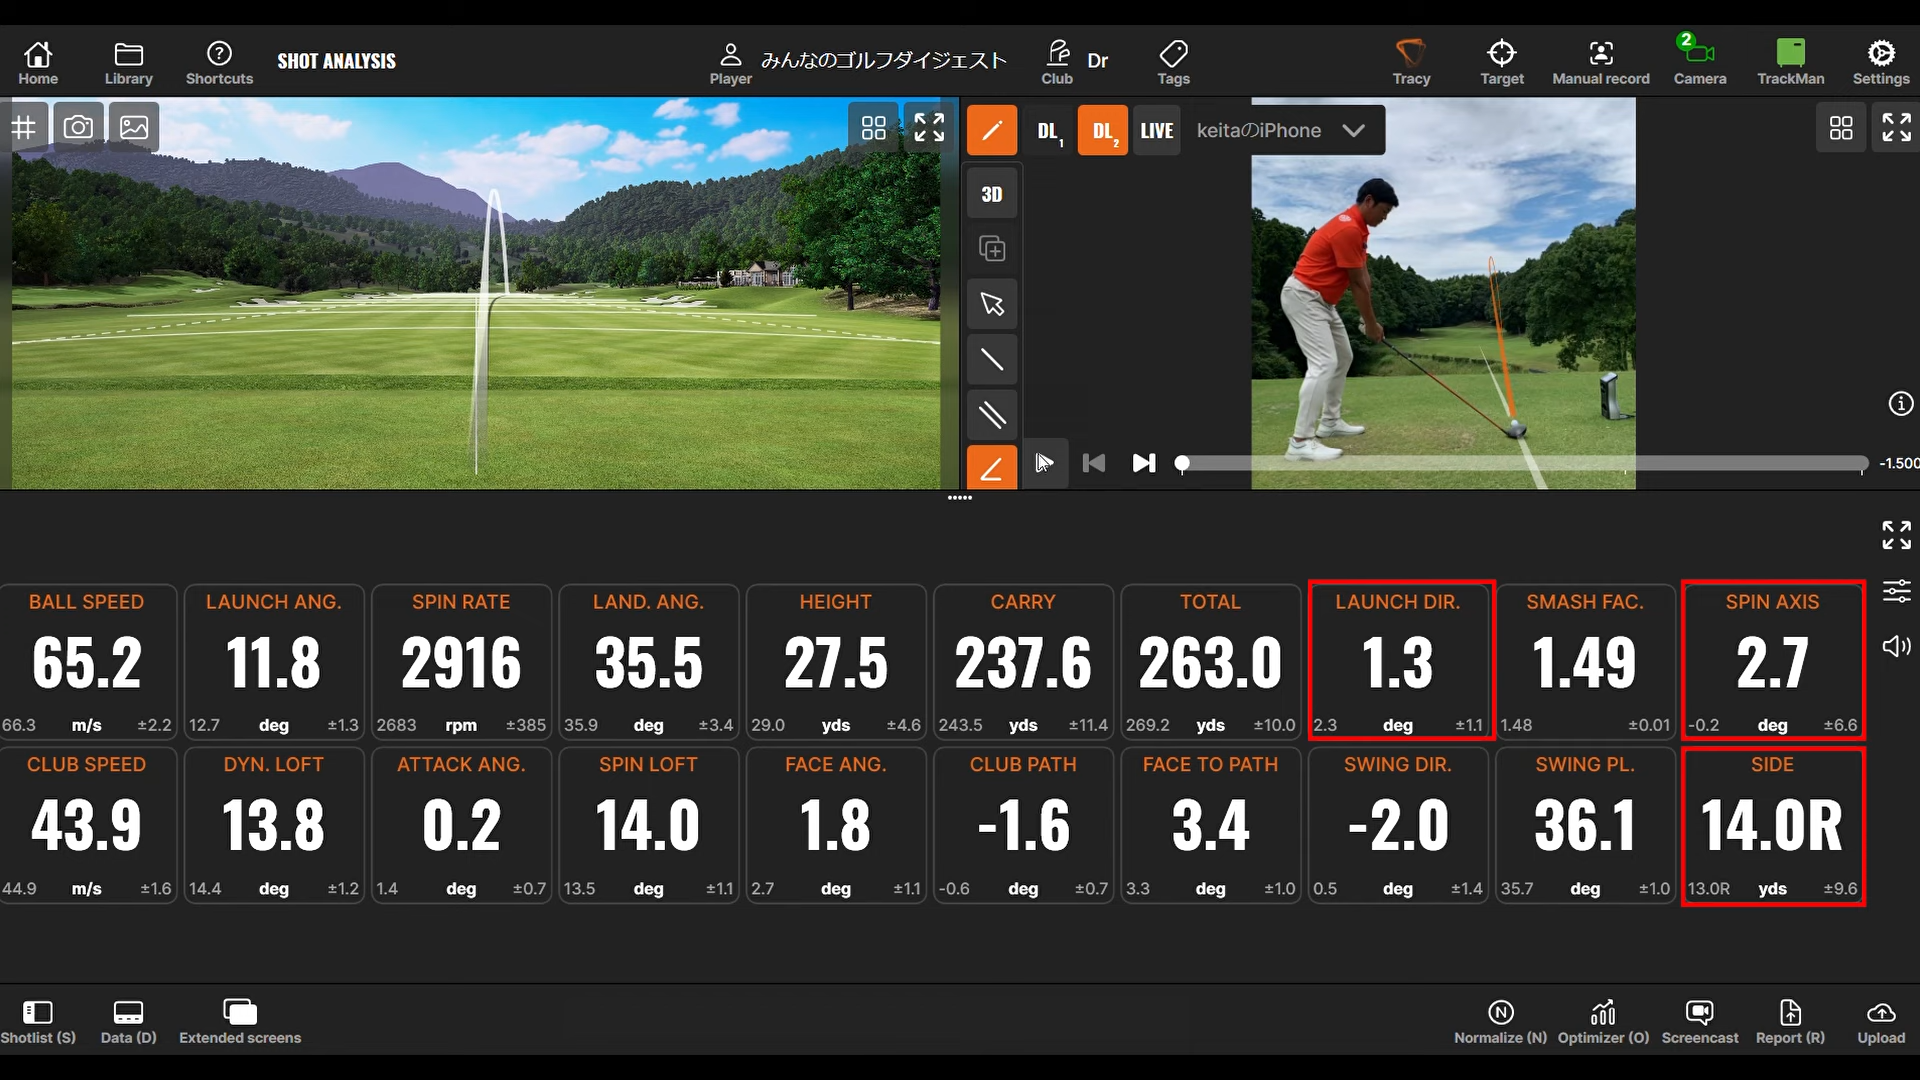 Home
Library
Shortcuts
SHOT ANALYSIS
Player
みんなのゴルフダイジェスト
Club
Dr
Tags
Tracy
Target
Manual record
2
Camera
TrackMan
Settings
DL1
DL2
LIVE
keitaのiPhone
3D
-1.500
BALL SPEED
65.2
66.3 m/s ±2.2
LAUNCH ANG.
11.8
12.7 deg ±1.3
SPIN RATE
2916
2683 rpm ±385
LAND. ANG.
35.5
35.9 deg ±3.4
HEIGHT
27.5
29.0 yds ±4.6
CARRY
237.6
243.5 yds ±11.4
TOTAL
263.0
269.2 yds ±10.0
LAUNCH DIR.
1.3
2.3 deg ±1.1
SMASH FAC.
1.49
1.48 ±0.01
SPIN AXIS
2.7
-0.2 deg ±6.6
CLUB SPEED
43.9
44.9 m/s ±1.6
DYN. LOFT
13.8
14.4 deg ±1.2
ATTACK ANG.
0.2
1.4 deg ±0.7
SPIN LOFT
14.0
13.5 deg ±1.1
FACE ANG.
1.8
2.7 deg ±1.1
CLUB PATH
-1.6
-0.6 deg ±0.7
FACE TO PATH
3.4
3.3 deg ±1.0
SWING DIR.
-2.0
0.5 deg ±1.4
SWING PL.
36.1
35.7 deg ±1.0
SIDE
14.0R
13.0R yds ±9.6
Shotlist (S)
Data (D)
Extended screens
Normalize (N)
Optimizer (O)
Screencast
Report (R)
Upload